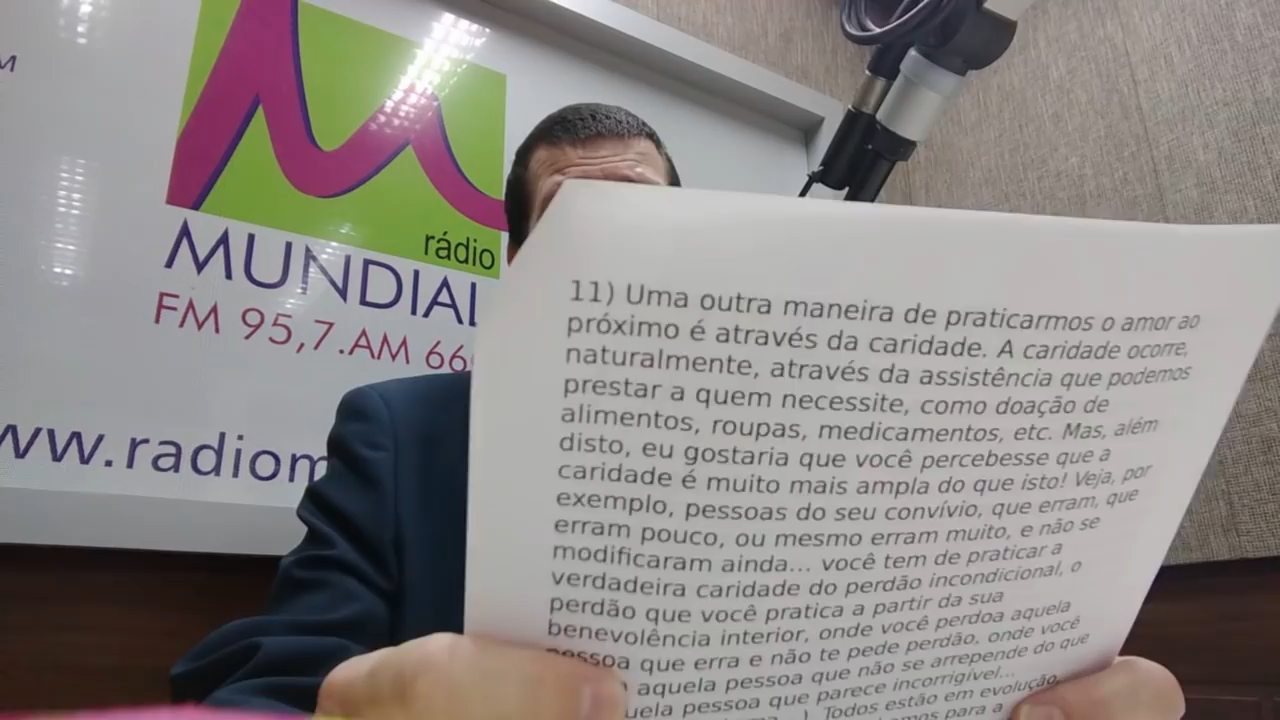 M
rádio
MUNDIAL
FM 95,7.AM 66
www.radiom
11) Uma outra maneira de praticarmos o amor ao
próximo é através da caridade. A caridade ocorre,
naturalmente, através da assistência que podemos
prestar a quem necessite, como doação de
alimentos, roupas, medicamentos, etc. Mas, além
disto, eu gostaria que você percebesse que a
caridade é muito mais ampla do que isto! Veja, por
exemplo, pessoas do seu convívio, que erram, que
erram pouco, ou mesmo erram muito, e não se
modificaram ainda... você tem de praticar a
verdadeira caridade do perdão incondicional, o
perdão que você pratica a partir da sua
benevolência interior, onde você perdoa aquela
pessoa que erra e não te pede perdão, onde você
aquela pessoa que não se arrepende do que
pessoa que parece incorrigível...
) Todos estão em evolução,
para a